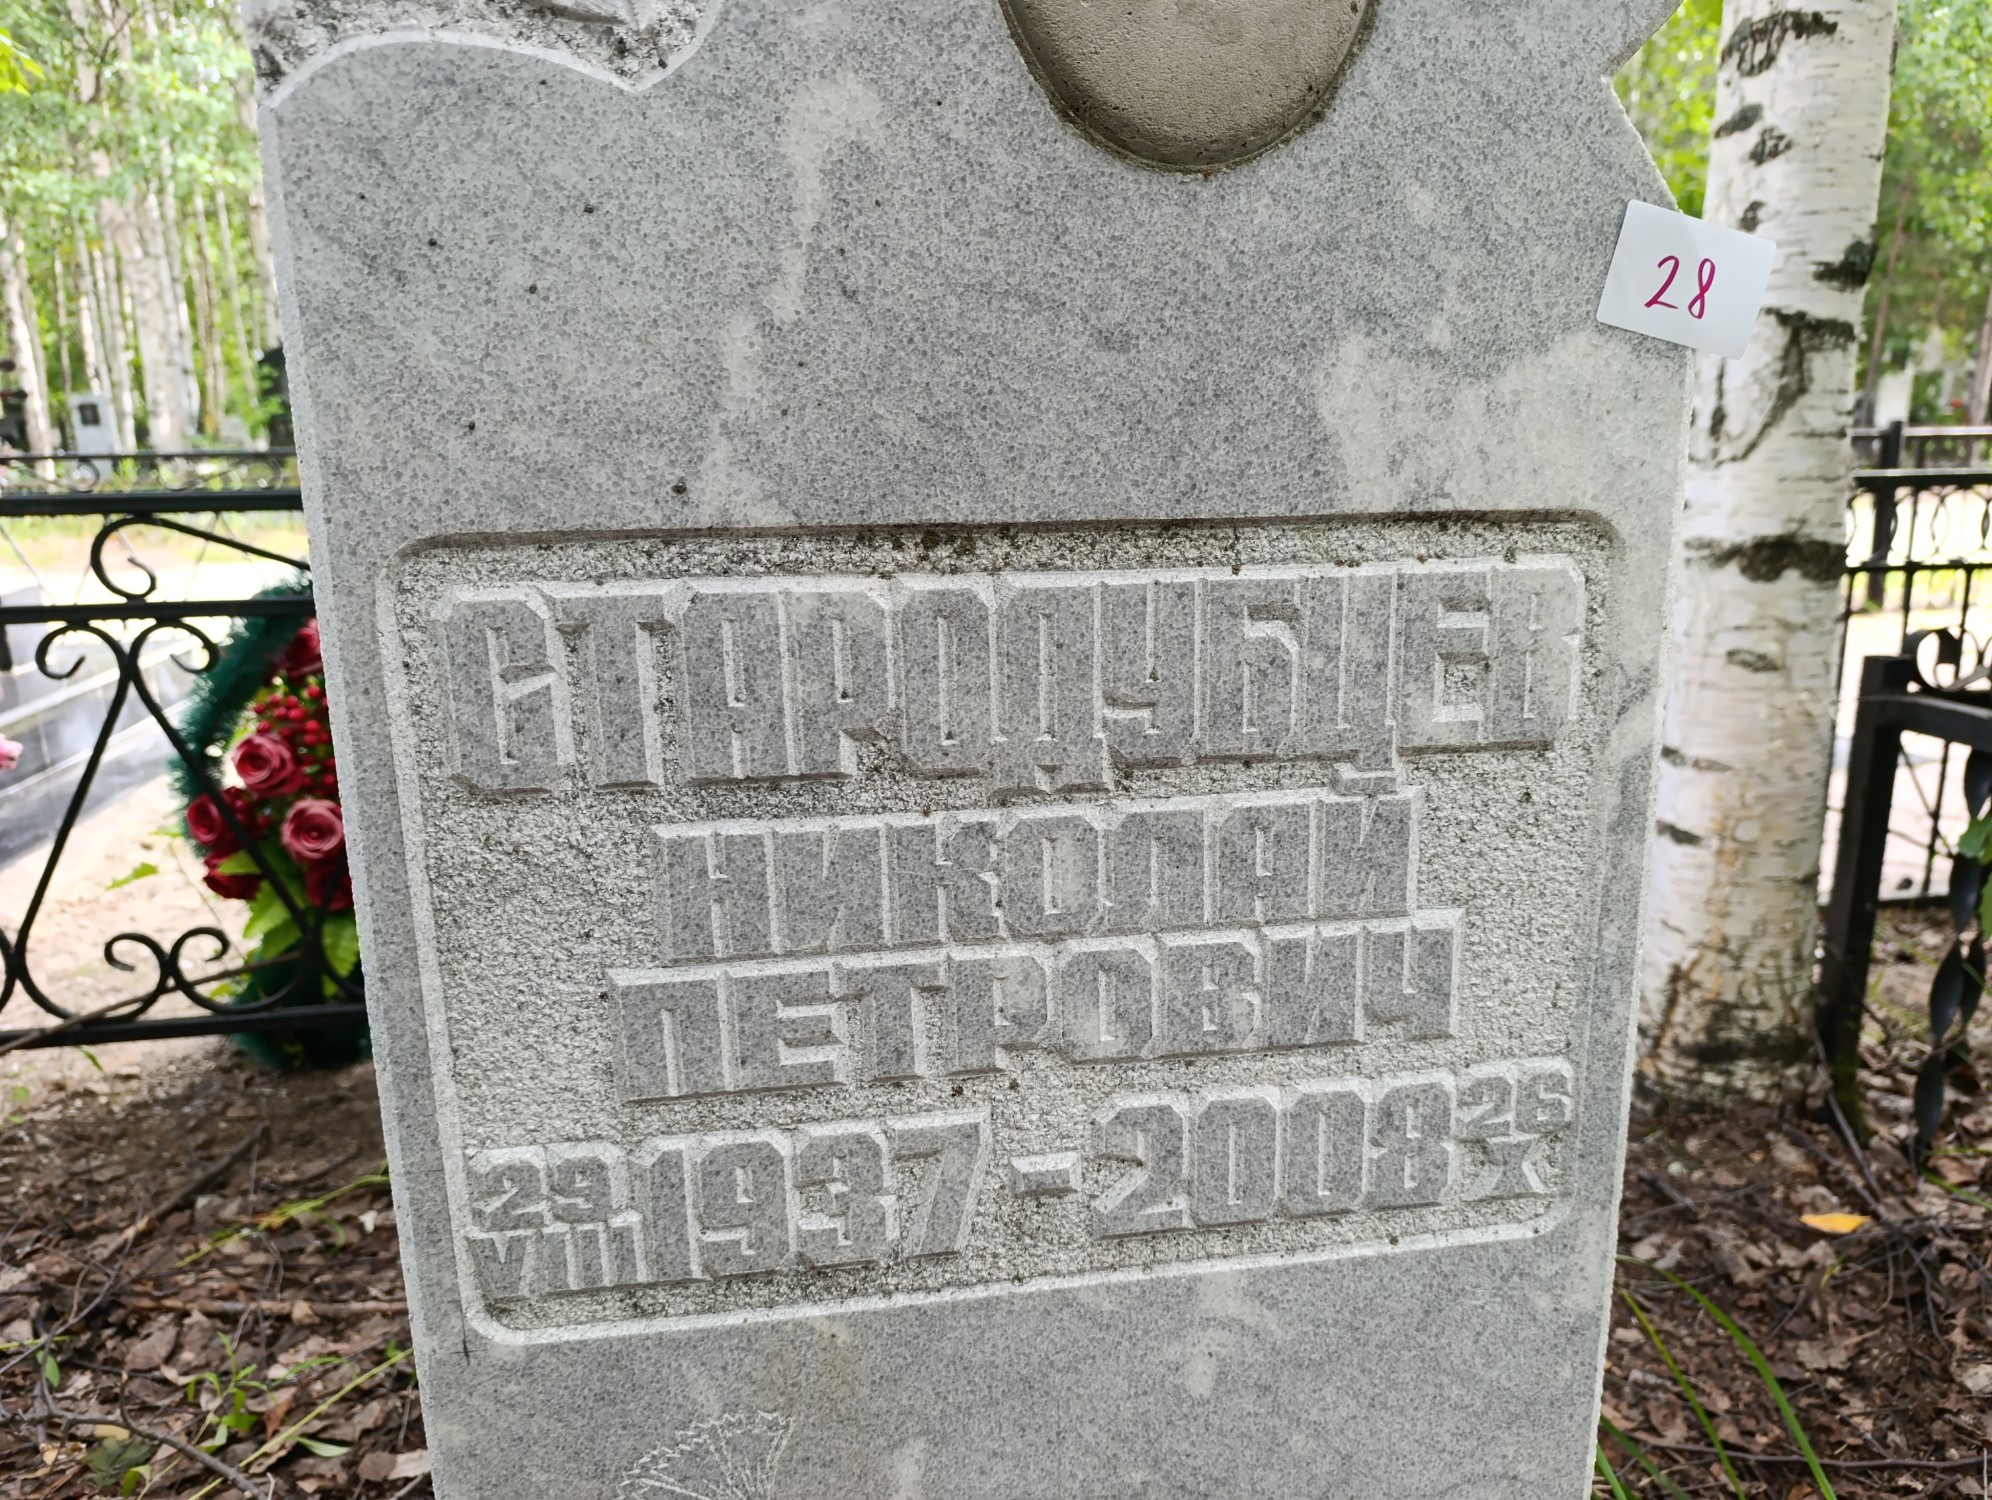 28
СТАРОДУБЦЕВ
НИКОЛАЙ
ПЕТРОВИЧ
29 VIII 1937 - 2008 26 X